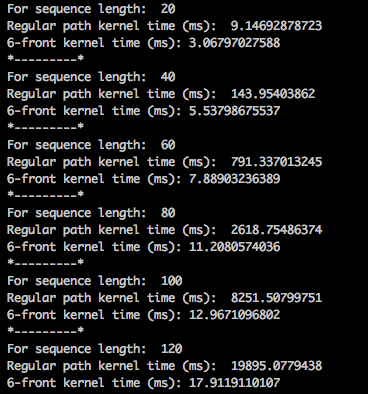 For sequence length:  20
Regular path kernel time (ms):  9.14692878723
6-front kernel time (ms): 3.06797027588
*---------*
For sequence length:  40
Regular path kernel time (ms):  143.95403862
6-front kernel time (ms): 5.53798675537
*---------*
For sequence length:  60
Regular path kernel time (ms):  791.337013245
6-front kernel time (ms): 7.88903236389
*---------*
For sequence length:  80
Regular path kernel time (ms):  2618.75486374
6-front kernel time (ms): 11.2080574036
*---------*
For sequence length:  100
Regular path kernel time (ms):  8251.50799751
6-front kernel time (ms): 12.9671096802
*---------*
For sequence length:  120
Regular path kernel time (ms):  19895.0779438
6-front kernel time (ms): 17.9119110107